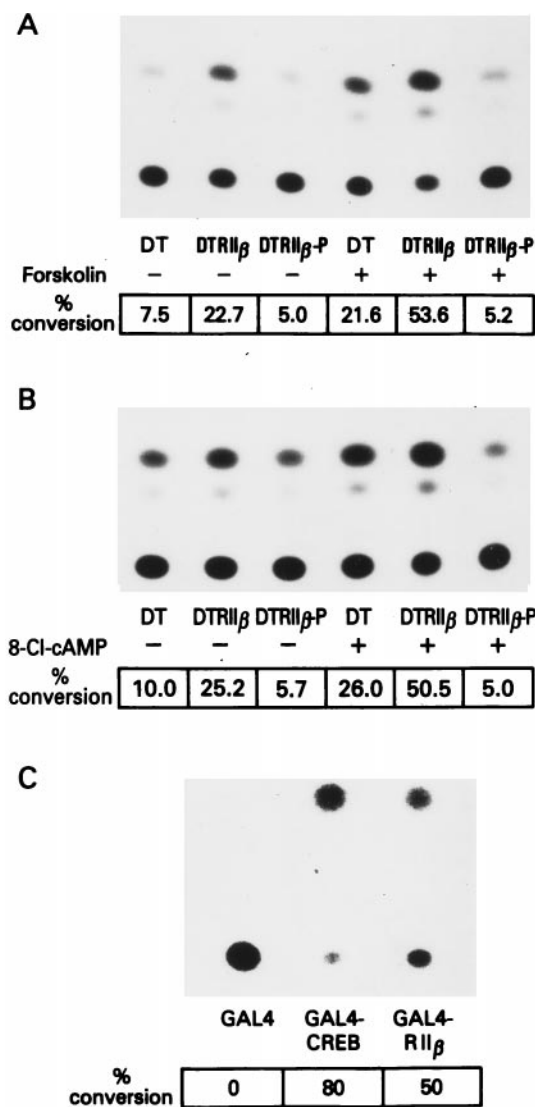 A
DT DTRIIβ DTRIIβ-P DT DTRIIβ DTRIIβ-P
Forskolin − − − + + +
% conversion 7.5 22.7 5.0 21.6 53.6 5.2
B
DT DTRIIβ DTRIIβ-P DT DTRIIβ DTRIIβ-P
8-Cl-cAMP − − − + + +
% conversion 10.0 25.2 5.7 26.0 50.5 5.0
C
GAL4 GAL4-CREB GAL4-RIIβ
% conversion 0 80 50